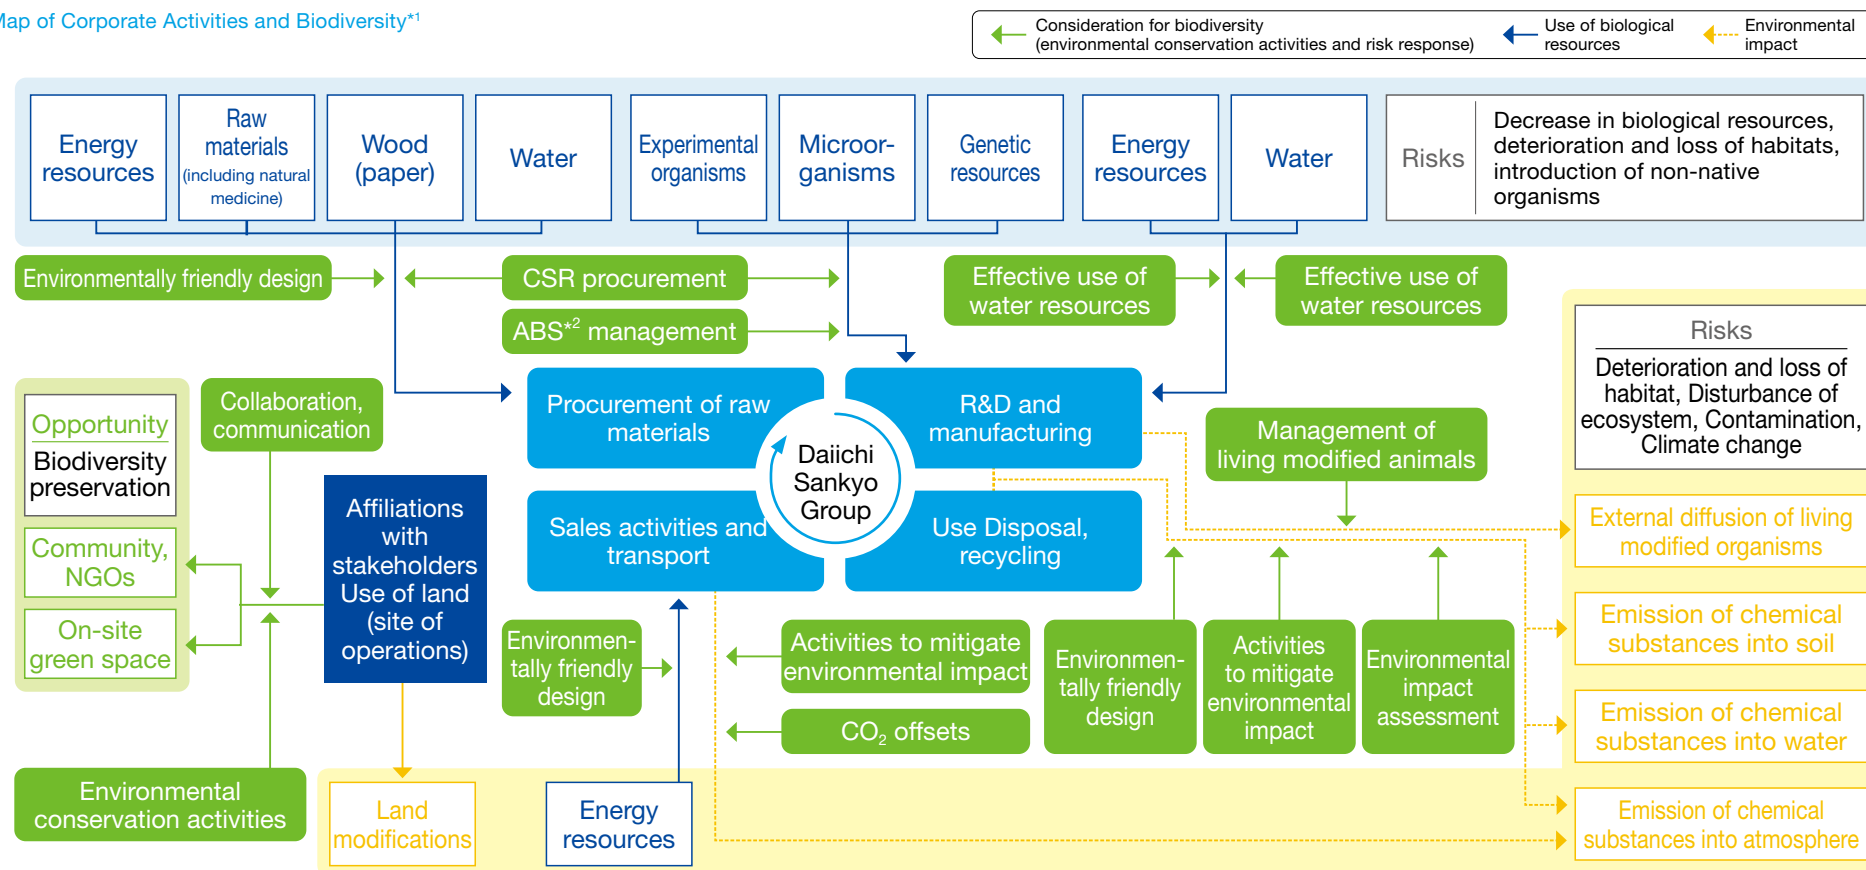 Map of Corporate Activities and Biodiversity*1
Consideration for biodiversity
(environmental conservation activities and risk response)
Use of biological
resources
Environmental
impact
Energy
resources
Raw
materials
(including natural
medicine)
Wood
(paper)
Water
Experimental
organisms
Microor-
ganisms
Genetic
resources
Energy
resources
Water
Risks
Decrease in biological resources,
deterioration and loss of habitats,
introduction of non-native
organisms
Environmentally friendly design
CSR procurement
ABS*2 management
Effective use of
water resources
Effective use of
water resources
Risks
Deterioration and loss of
habitat, Disturbance of
ecosystem, Contamination,
Climate change
Opportunity
Biodiversity
preservation
Collaboration,
communication
Community,
NGOs
On-site
green space
Affiliations
with
stakeholders
Use of land
(site of
operations)
Procurement of raw
materials
R&D and
manufacturing
Daiichi
Sankyo
Group
Sales activities and
transport
Use Disposal,
recycling
Management of
living modified animals
External diffusion of living
modified organisms
Emission of chemical
substances into soil
Emission of chemical
substances into water
Emission of chemical
substances into atmosphere
Environmen-
tally friendly
design
Activities to mitigate
environmental impact
CO2 offsets
Environmen-
tally friendly
design
Activities
to mitigate
environmental
impact
Environmental
impact
assessment
Environmental
conservation activities
Land
modifications
Energy
resources